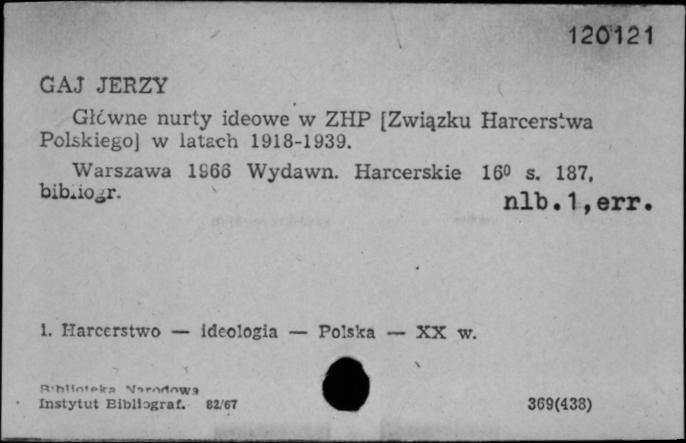 120121
GAJ JERZY
Główne nurty ideowe w ZHP [Związku Harcerstwa
Polskiego] w latach 1918-1939.
Warszawa 1966 Wydawn. Harcerskie 16⁰ s. 187,
bibliogr.
nlb.1,err.
1. Harcerstwo — ideologia — Polska — XX w.
Biblioteka Narodowa
Instytut Bibliograf. 82/67
369(438)